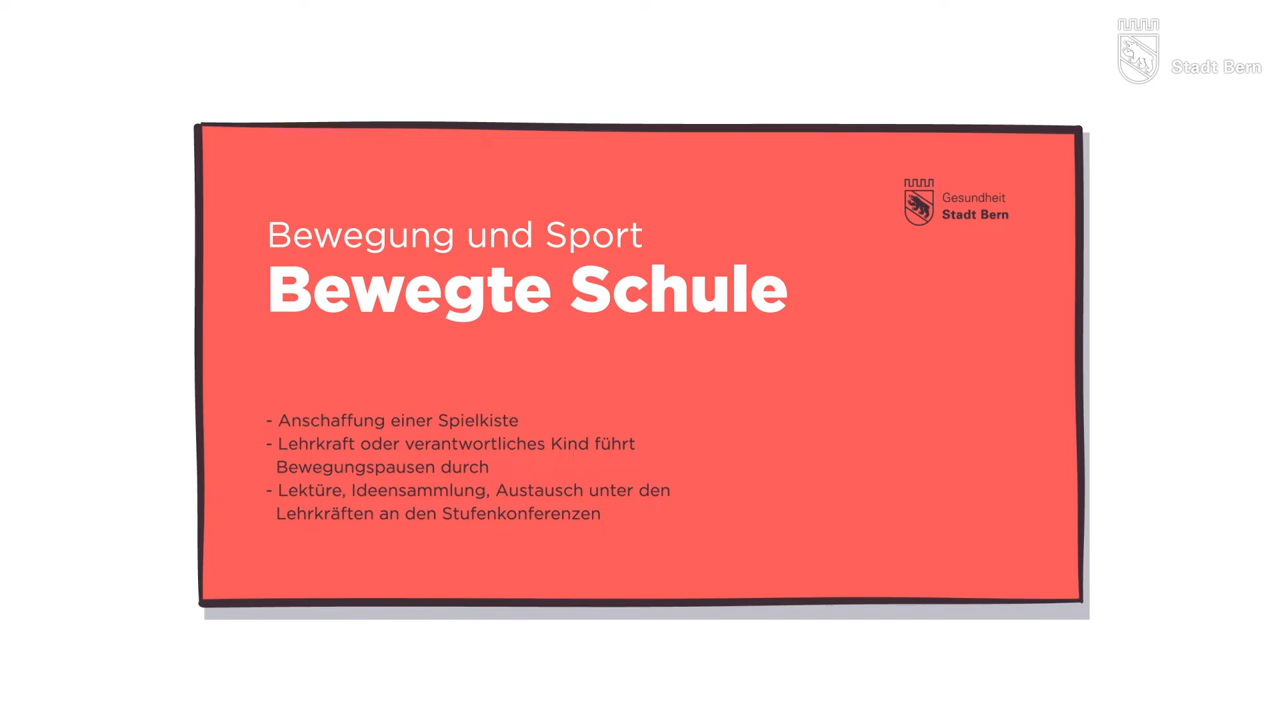 Stadt Bern
Gesundheit
Stadt Bern
Bewegung und Sport
Bewegte Schule
- Anschaffung einer Spielkiste
- Lehrkraft oder verantwortliches Kind führt
Bewegungspausen durch
- Lektüre, Ideensammlung, Austausch unter den
Lehrkräften an den Stufenkonferenzen